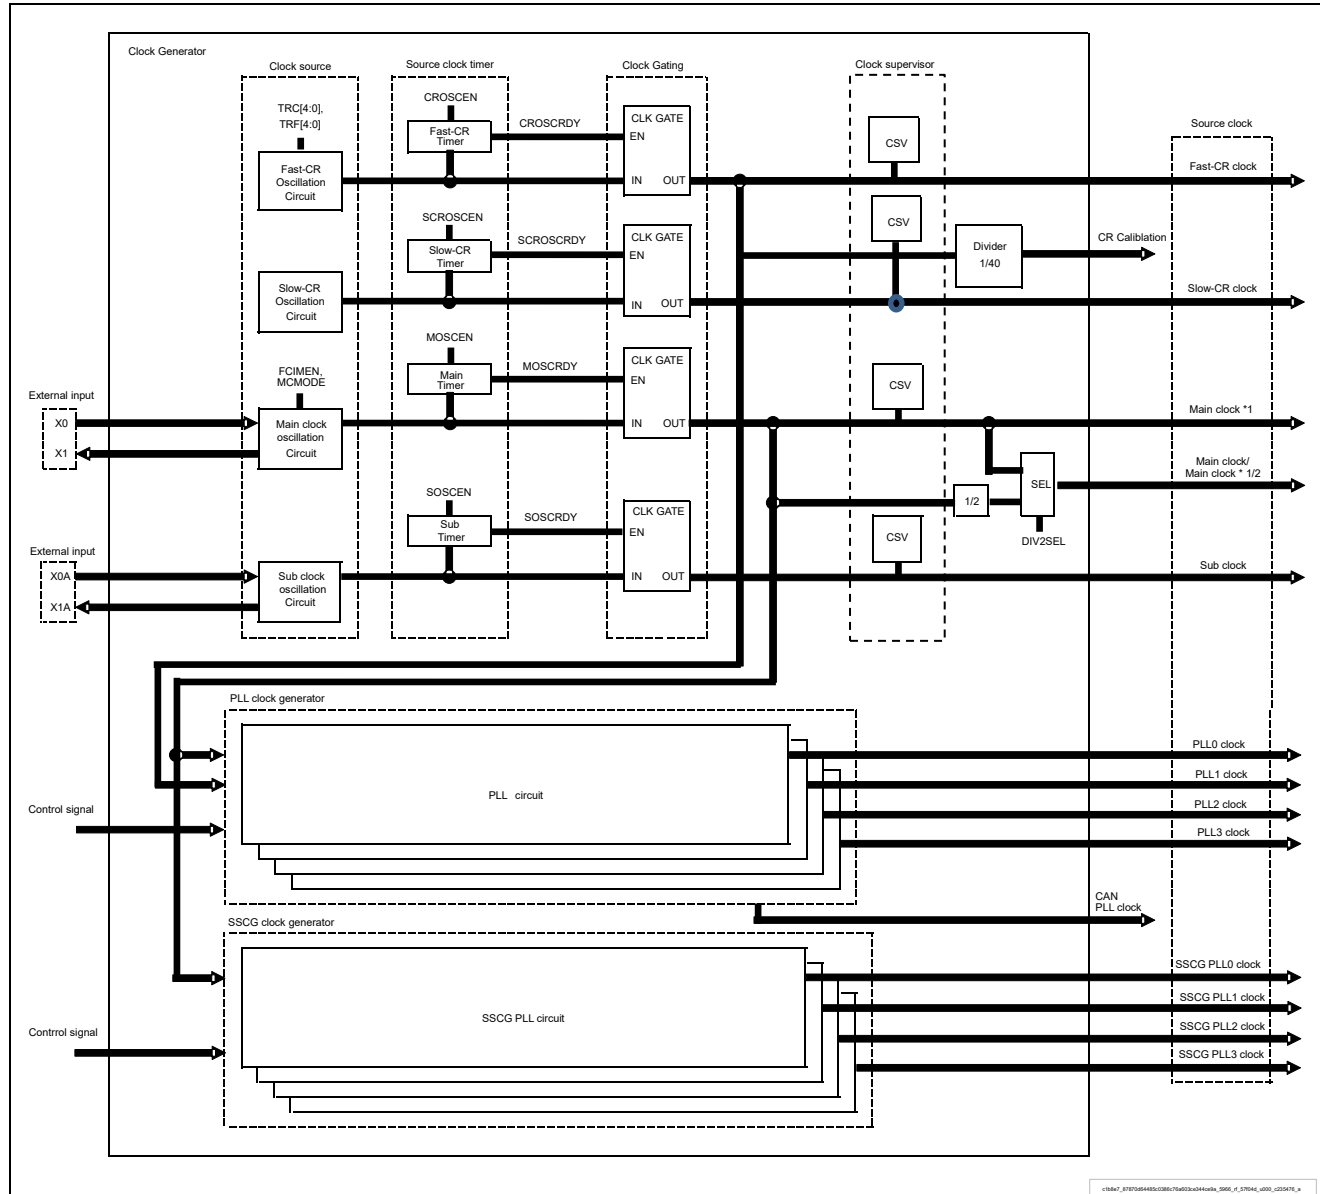 Clock Generator
Clock source
Source clock timer
Clock Gating
Clock supervisor
Source clock
TRC[4:0],
TRF[4:0]
CROSCEN
Fast-CR
Timer
CROSCRDY
CLK GATE
EN
IN OUT
CSV
Fast-CR
Oscillation
Circuit
Fast-CR clock
SCROSCEN
Slow-CR
Timer
SCROSCRDY
CLK GATE
EN
IN OUT
CSV
Divider
1/40
CR Caliblation
Slow-CR
Oscillation
Circuit
Slow-CR clock
MOSCEN
Main
Timer
MOSCRDY
CLK GATE
EN
IN OUT
CSV
FCIMEN,
MCMODE
External input
X0
X1
Main clock
oscillation
Circuit
Main clock *1
Main clock/
Main clock * 1/2
SEL
1/2
DIV2SEL
SOSCEN
Sub
Timer
SOSCRDY
CLK GATE
EN
IN OUT
CSV
External input
X0A
X1A
Sub clock
oscillation
Circuit
Sub clock
PLL clock generator
PLL circuit
Control signal
PLL0 clock
PLL1 clock
PLL2 clock
PLL3 clock
CAN
PLL clock
SSCG clock generator
SSCG PLL circuit
Contrrol signal
SSCG PLL0 clock
SSCG PLL1 clock
SSCG PLL2 clock
SSCG PLL3 clock